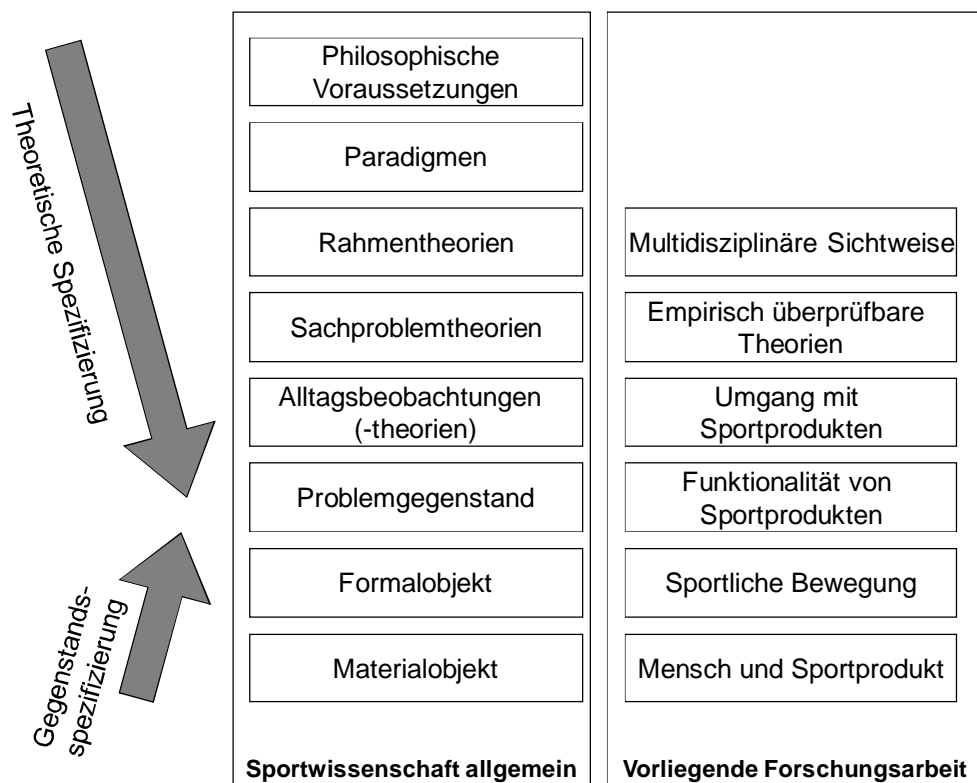 Theoretische Spezifizierung
Gegenstands-
spezifizierung
Philosophische
Voraussetzungen
Paradigmen
Rahmentheorien
Sachproblemtheorien
Alltagsbeobachtungen
(-theorien)
Problemgegenstand
Formalobjekt
Materialobjekt
Sportwissenschaft allgemein
Multidisziplinäre Sichtweise
Empirisch überprüfbare
Theorien
Umgang mit
Sportprodukten
Funktionalität von
Sportprodukten
Sportliche Bewegung
Mensch und Sportprodukt
Vorliegende Forschungsarbeit